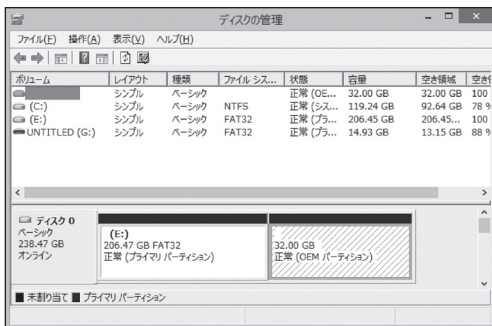 ディスクの管理
ファイル(F) 操作(A) 表示(V) ヘルプ(H)
ボリューム レイアウト 種類 ファイル シス... 状態 容量 空き領域 空き
シンプル ベーシック 正常 (OE... 32.00 GB 32.00 GB 100
(C:) シンプル ベーシック NTFS 正常 (シス... 119.24 GB 92.64 GB 78 %
(E:) シンプル ベーシック FAT32 正常 (プラ... 206.45 GB 206.45... 100
UNTITLED (G:) シンプル ベーシック FAT32 正常 (プラ... 14.93 GB 13.15 GB 88 %
ディスク 0
ベーシック
238.47 GB
オンライン
(E:)
206.47 GB FAT32
正常 (プライマリ パーティション)
32.00 GB
正常 (OEM パーティション)
未割り当て プライマリ パーティション